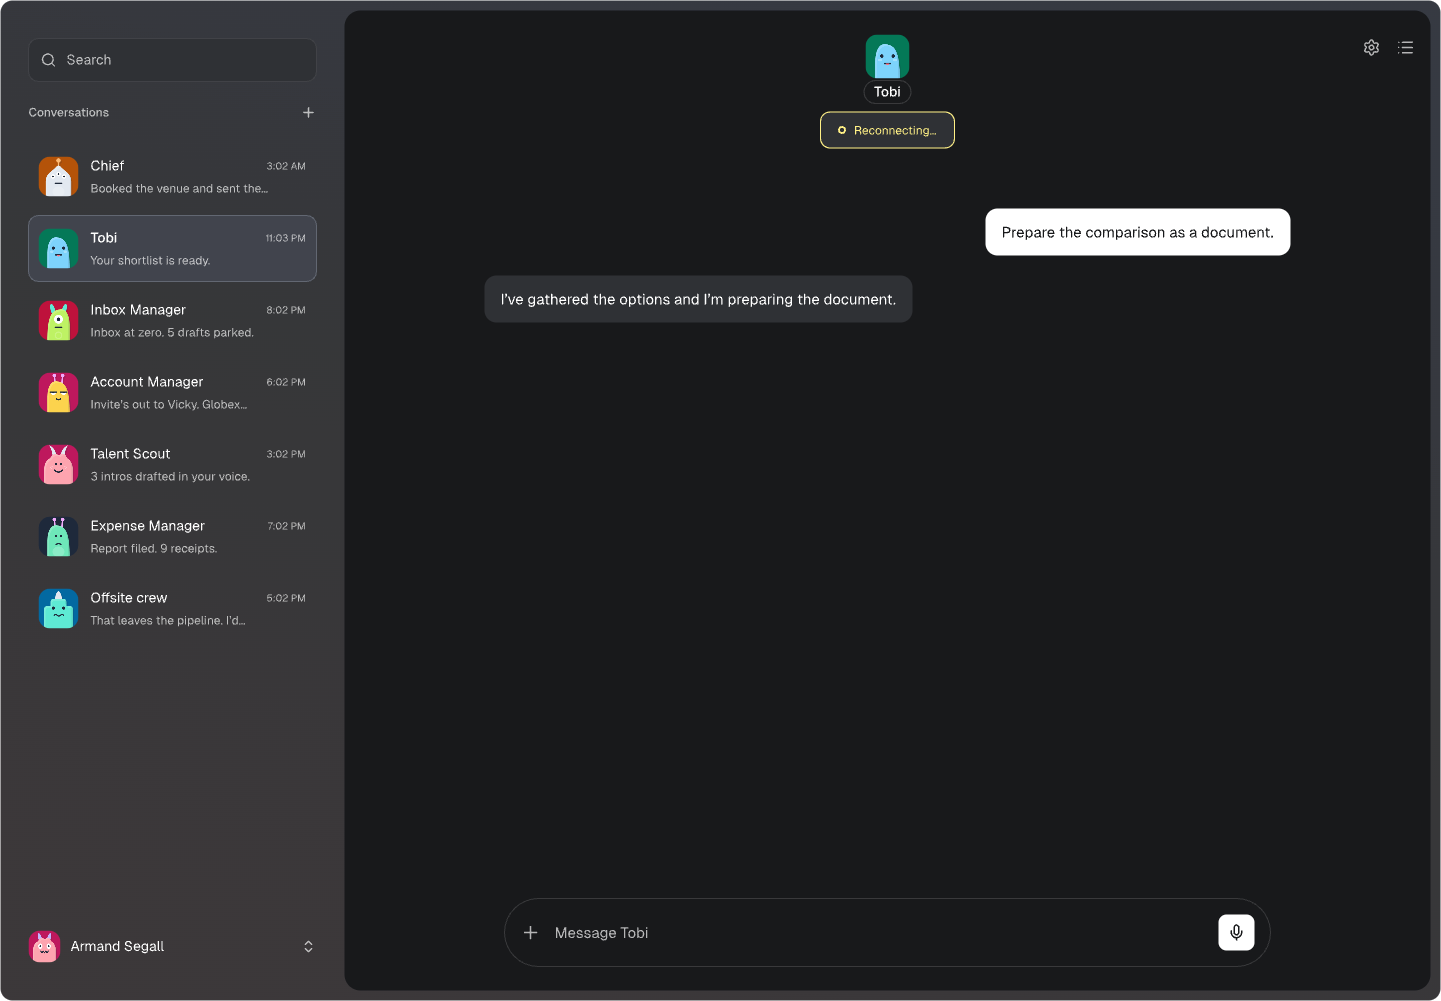 Search
Conversations
Chief
3:02 AM
Booked the venue and sent the…
Tobi
11:03 PM
Your shortlist is ready.
Inbox Manager
8:02 PM
Inbox at zero. 5 drafts parked.
Account Manager
6:02 PM
Invite's out to Vicky. Globex…
Talent Scout
3:02 PM
3 intros drafted in your voice.
Expense Manager
7:02 PM
Report filed. 9 receipts.
Offsite crew
5:02 PM
That leaves the pipeline. I'd…
Armand Segall
Tobi
Reconnecting…
Prepare the comparison as a document.
I've gathered the options and I'm preparing the document.
Message Tobi